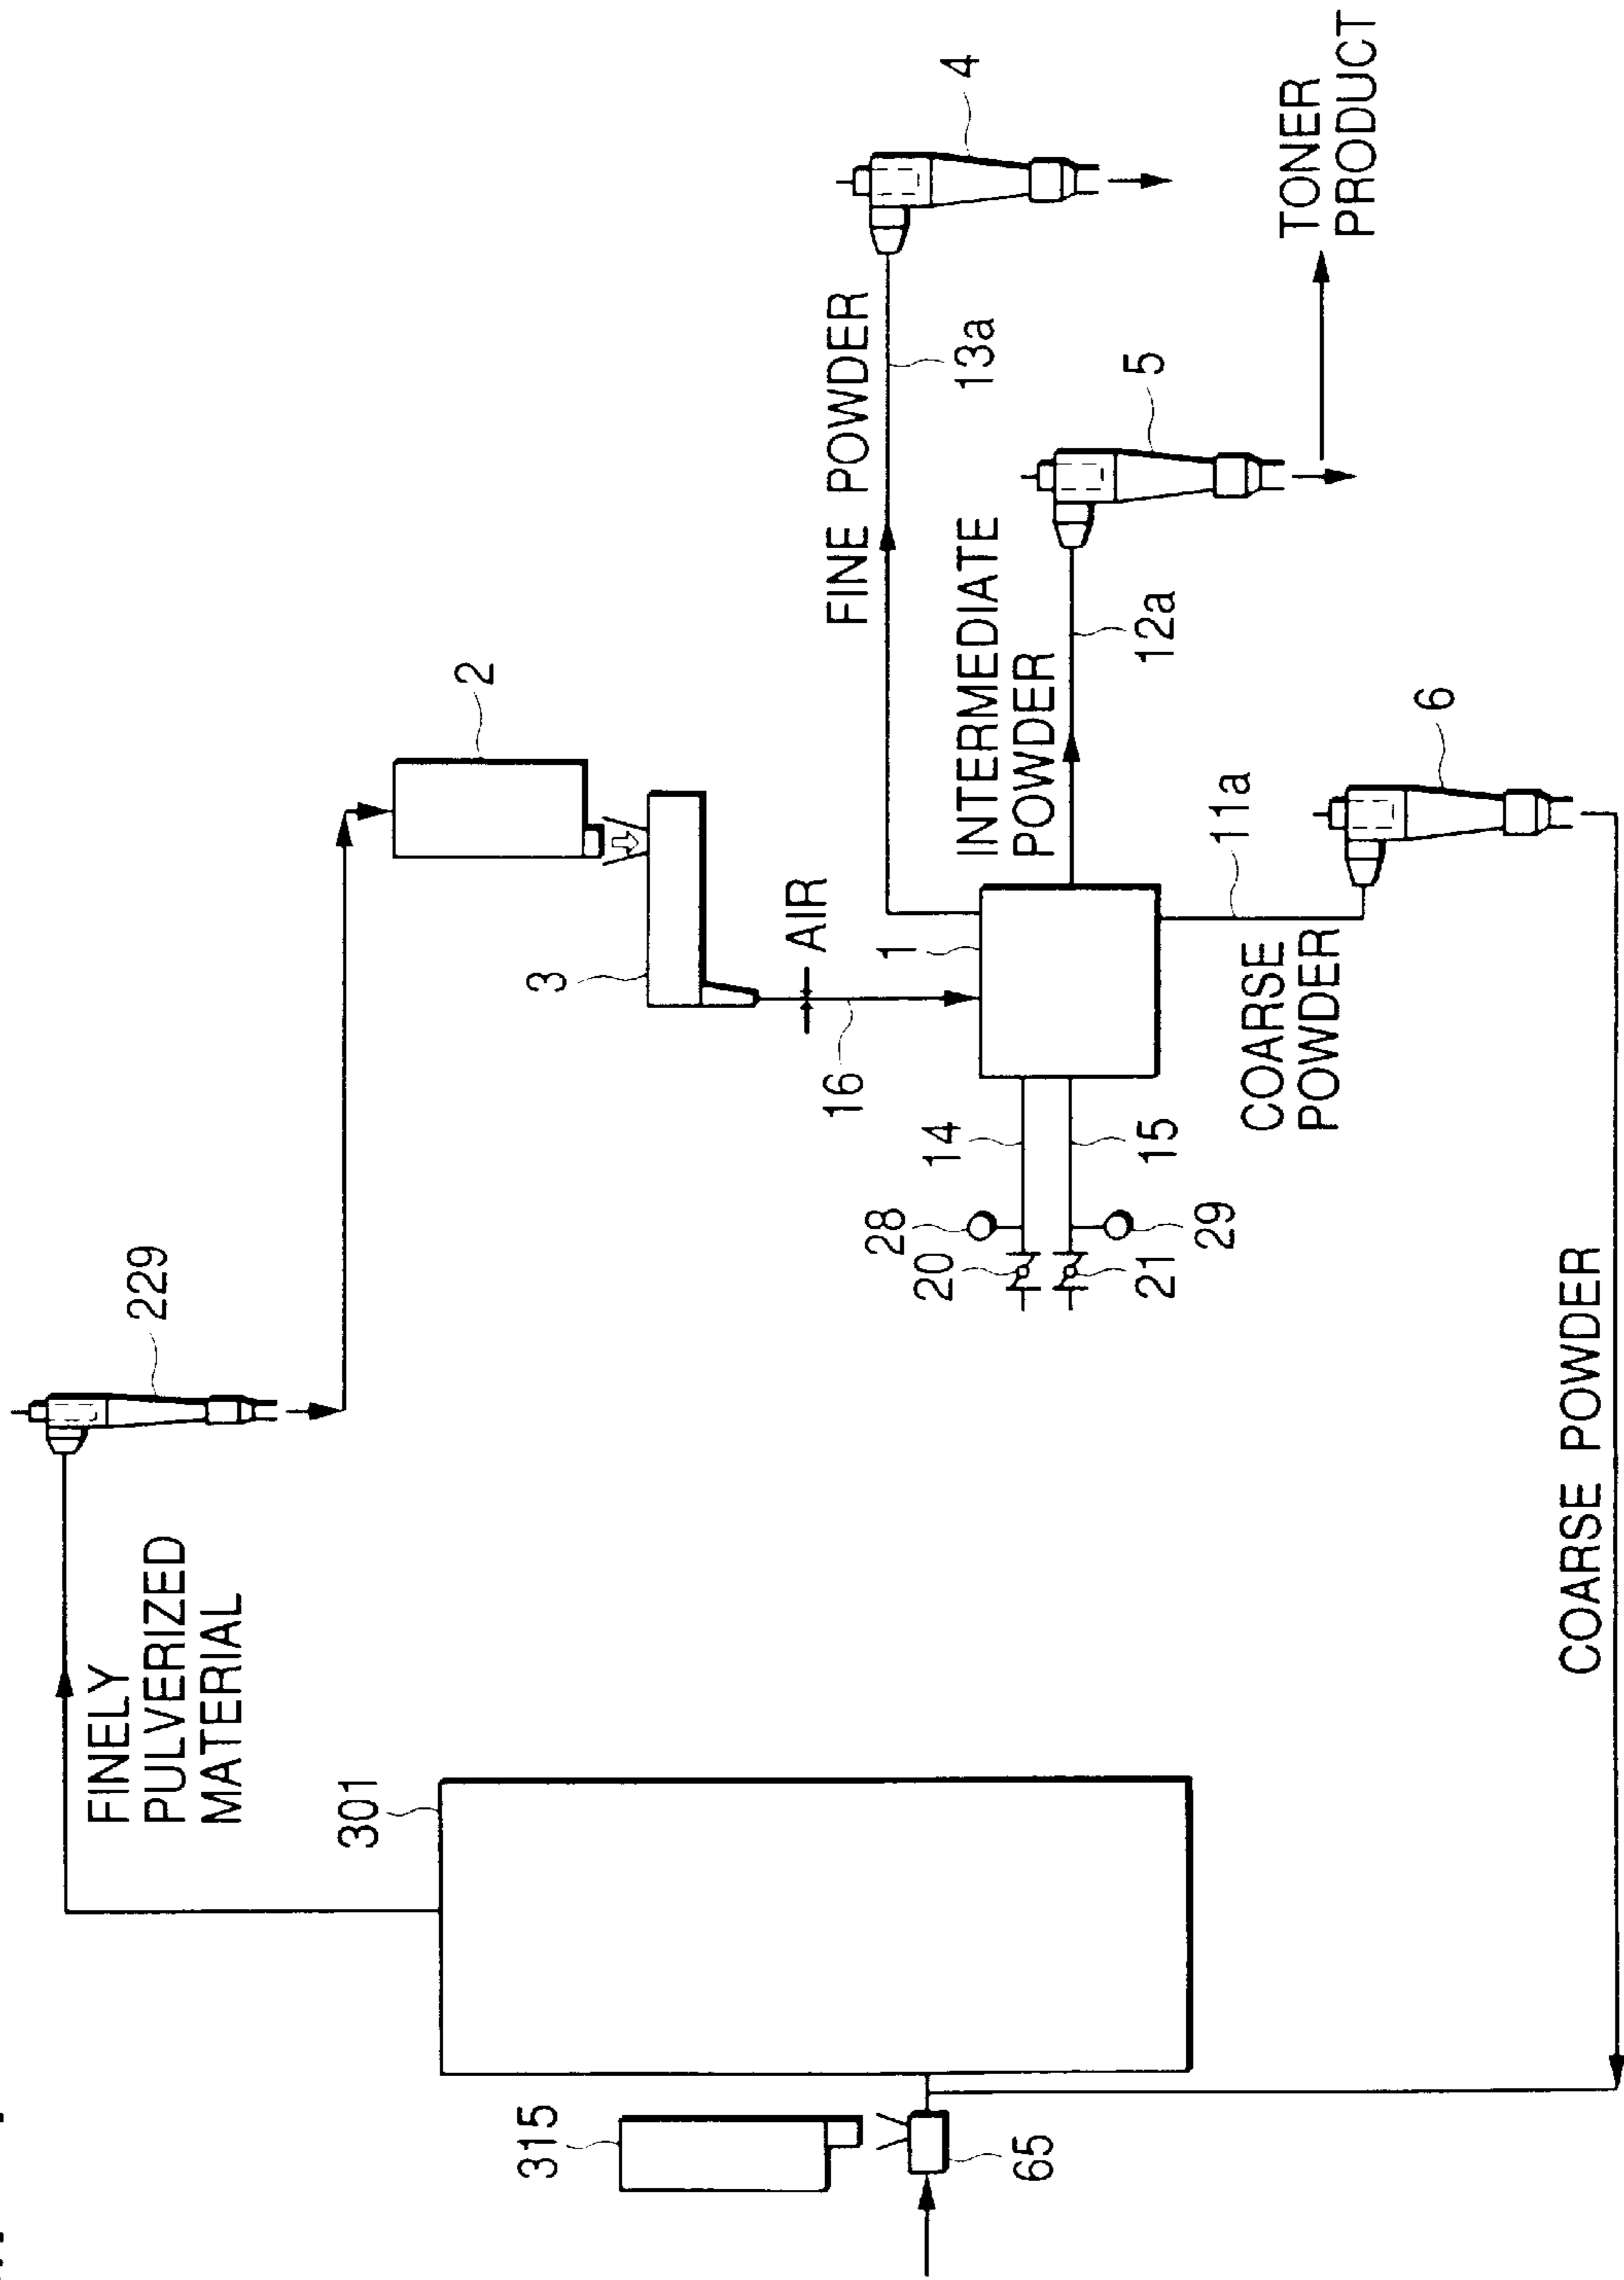 FINELY
PULVERIZED
MATERIAL
229
301
315
65
2
3
AIR
16
1
14
15
28
20
21
29
FINE POWDER
13a
4
INTERMEDIATE
POWDER
12a
5
TONER
PRODUCT
COARSE
POWDER
11a
6
COARSE POWDER